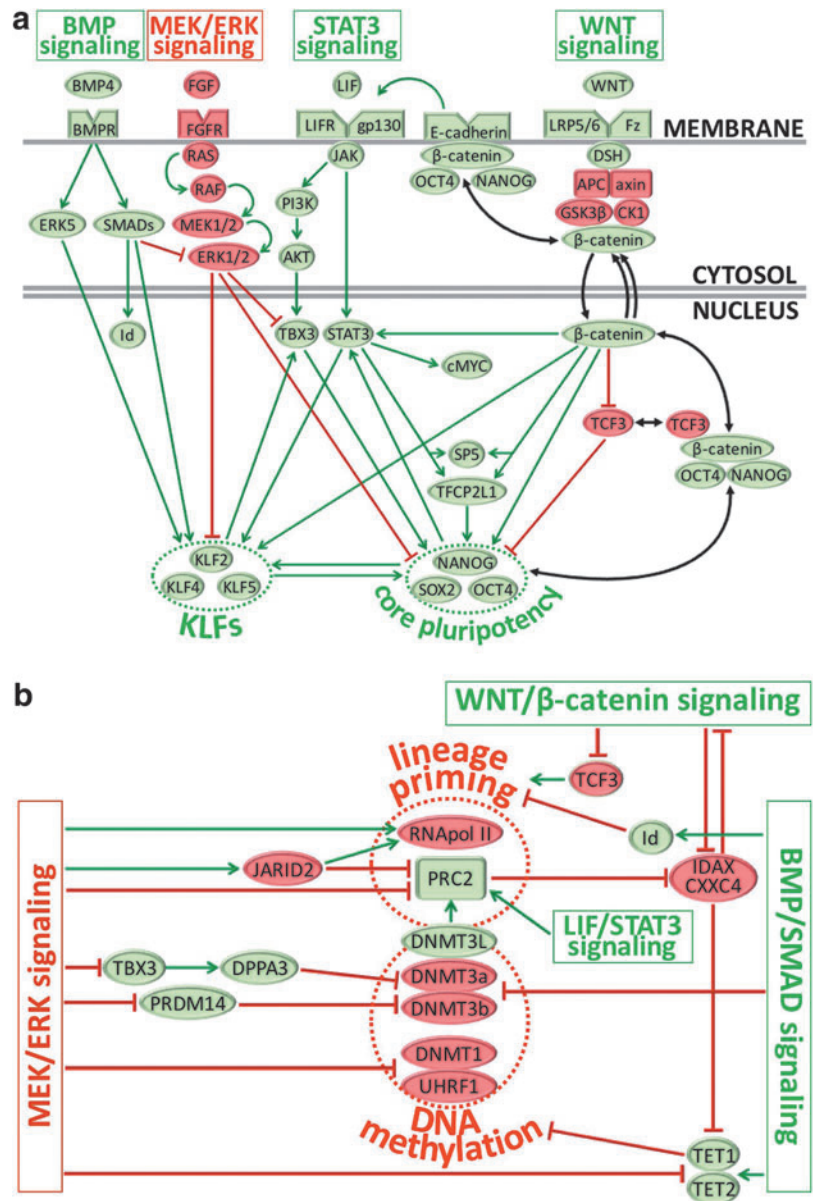 a
BMP signaling
MEK/ERK signaling
STAT3 signaling
WNT signaling
BMP4
FGF
LIF
WNT
BMPR
FGFR
LIFR
gp130
E-cadherin
LRP5/6
Fz
MEMBRANE
RAS
JAK
β-catenin
DSH
RAF
OCT4
NANOG
APC
axin
PI3K
ERK5
SMADs
MEK1/2
GSK3β
CK1
ERK1/2
AKT
β-catenin
CYTOSOL
NUCLEUS
Id
TBX3
STAT3
β-catenin
cMYC
TCF3
TCF3
SP5
β-catenin
TFCP2L1
OCT4
NANOG
KLF2
NANOG
KLF4
KLF5
SOX2
OCT4
KLFs
core pluripotency
b
WNT/β-catenin signaling
lineage
priming
TCF3
RNApol II
Id
JARID2
PRC2
IDAX
CXXC4
LIF/STAT3
signaling
DNMT3L
TBX3
DPPA3
DNMT3a
PRDM14
DNMT3b
DNMT1
UHRF1
DNA
methylation
TET1
TET2
MEK/ERK signaling
BMP/SMAD signaling